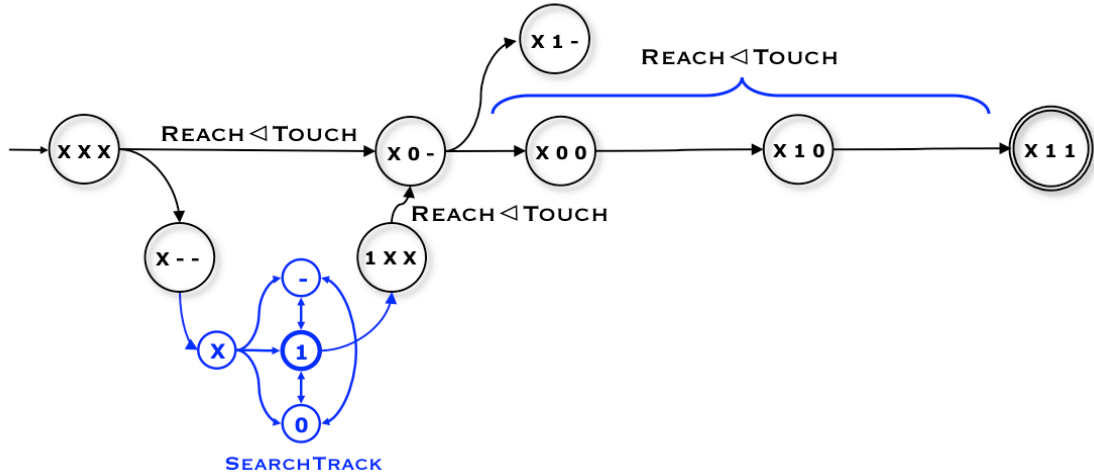 X 1 -
REACH ◁ TOUCH
REACH ◁ TOUCH
X X X
X 0 -
X 0 0
X 1 0
X 1 1
REACH ◁ TOUCH
X - -
1 X X
-
X
1
0
SEARCHTRACK